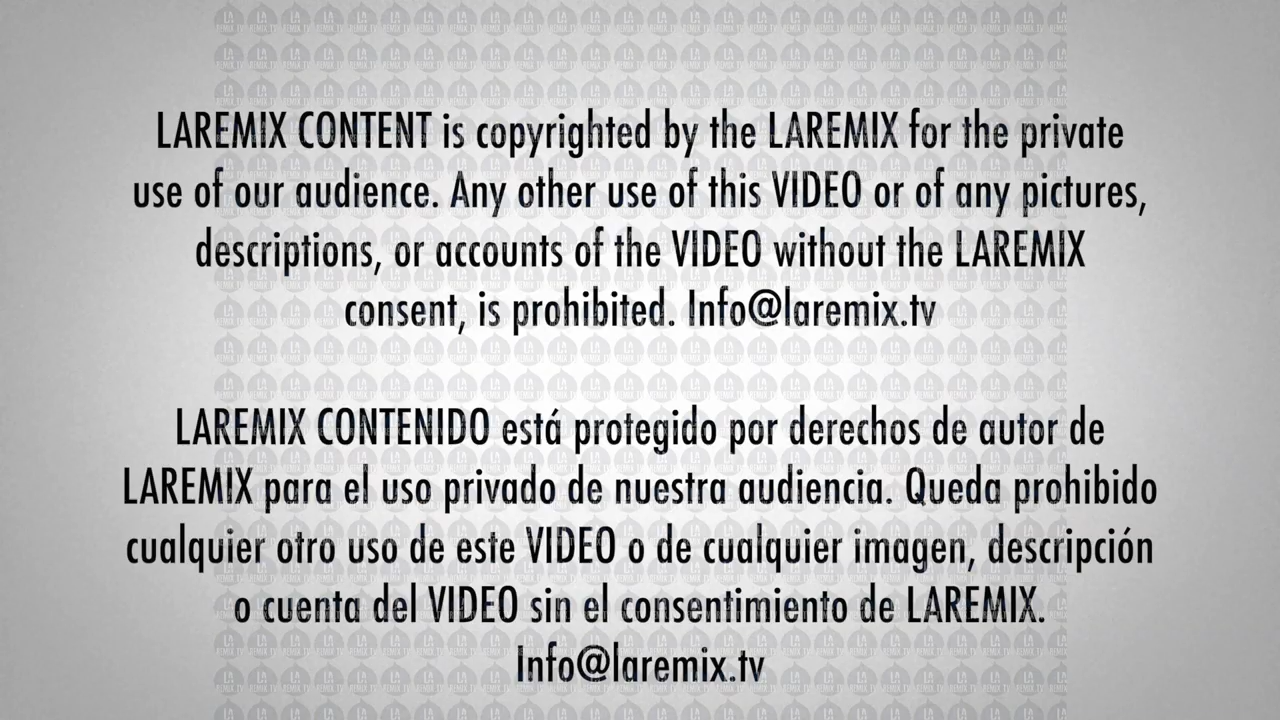 LAREMIX CONTENT is copyrighted by the LAREMIX for the private
use of our audience. Any other use of this VIDEO or of any pictures,
descriptions, or accounts of the VIDEO without the LAREMIX
consent, is prohibited. Info@laremix.tv
LAREMIX CONTENIDO está protegido por derechos de autor de
LAREMIX para el uso privado de nuestra audiencia. Queda prohibido
cualquier otro uso de este VIDEO o de cualquier imagen, descripción
o cuenta del VIDEO sin el consentimiento de LAREMIX.
Info@laremix.tv